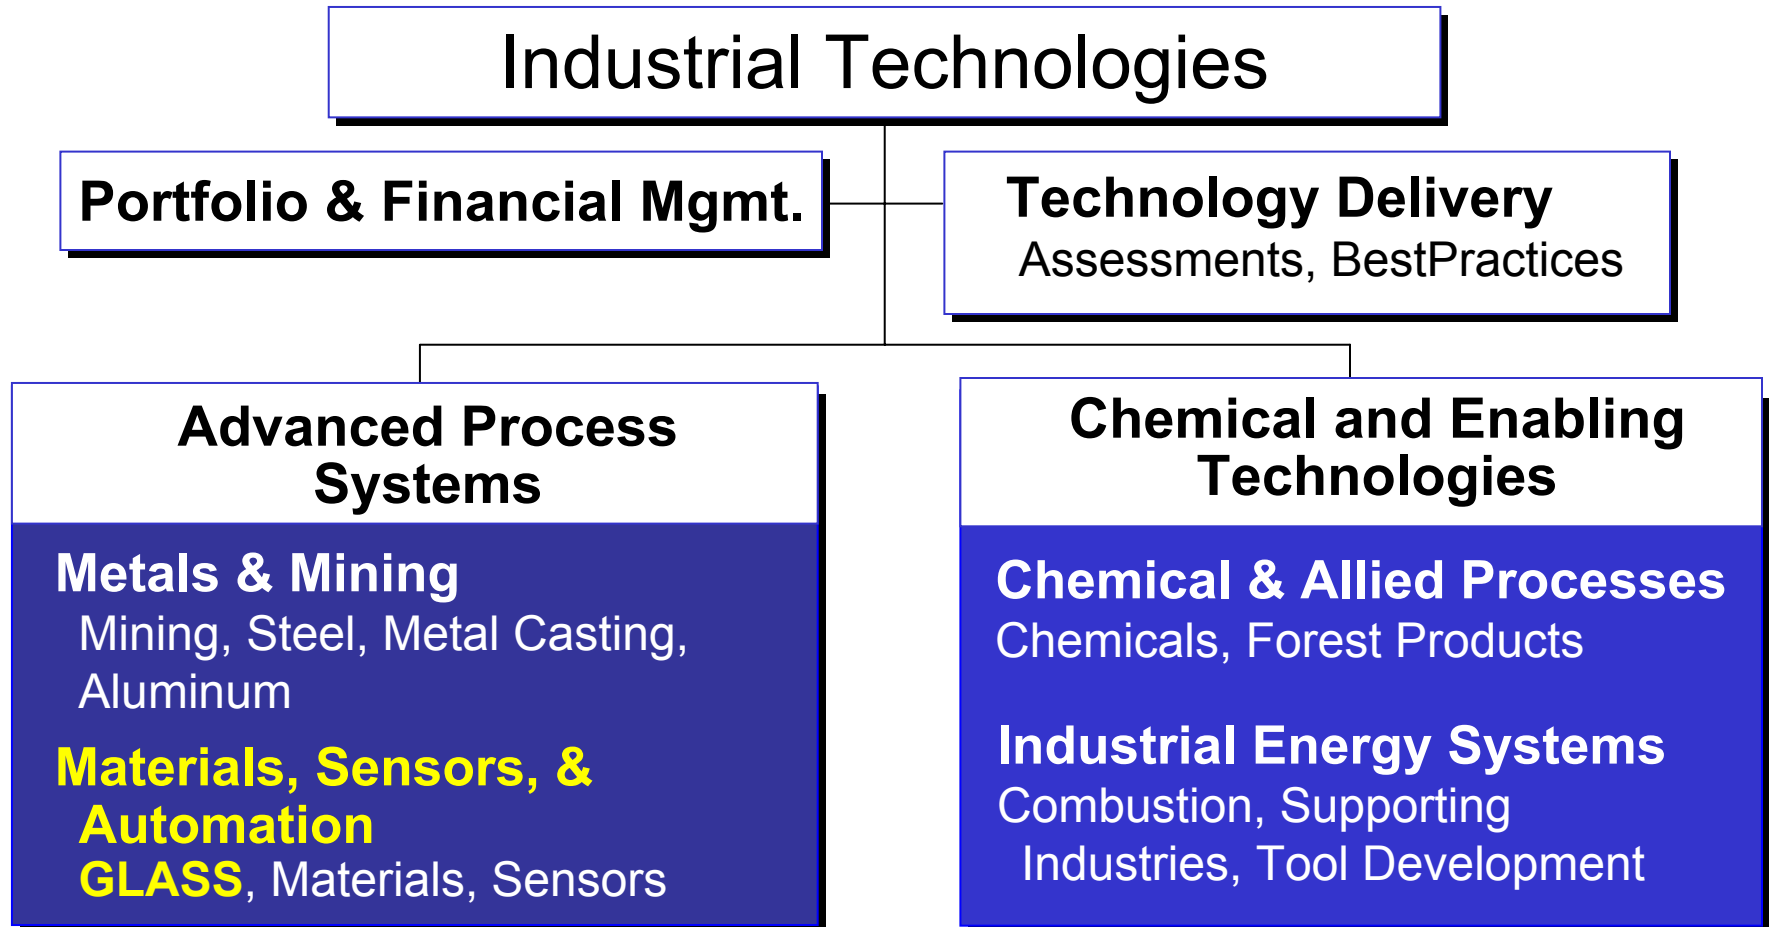 Industrial Technologies
Portfolio & Financial Mgmt.
Technology Delivery
Assessments, BestPractices
Advanced Process
Systems
Metals & Mining
Mining, Steel, Metal Casting,
Aluminum
Materials, Sensors, &
Automation
GLASS, Materials, Sensors
Chemical and Enabling
Technologies
Chemical & Allied Processes
Chemicals, Forest Products
Industrial Energy Systems
Combustion, Supporting
Industries, Tool Development